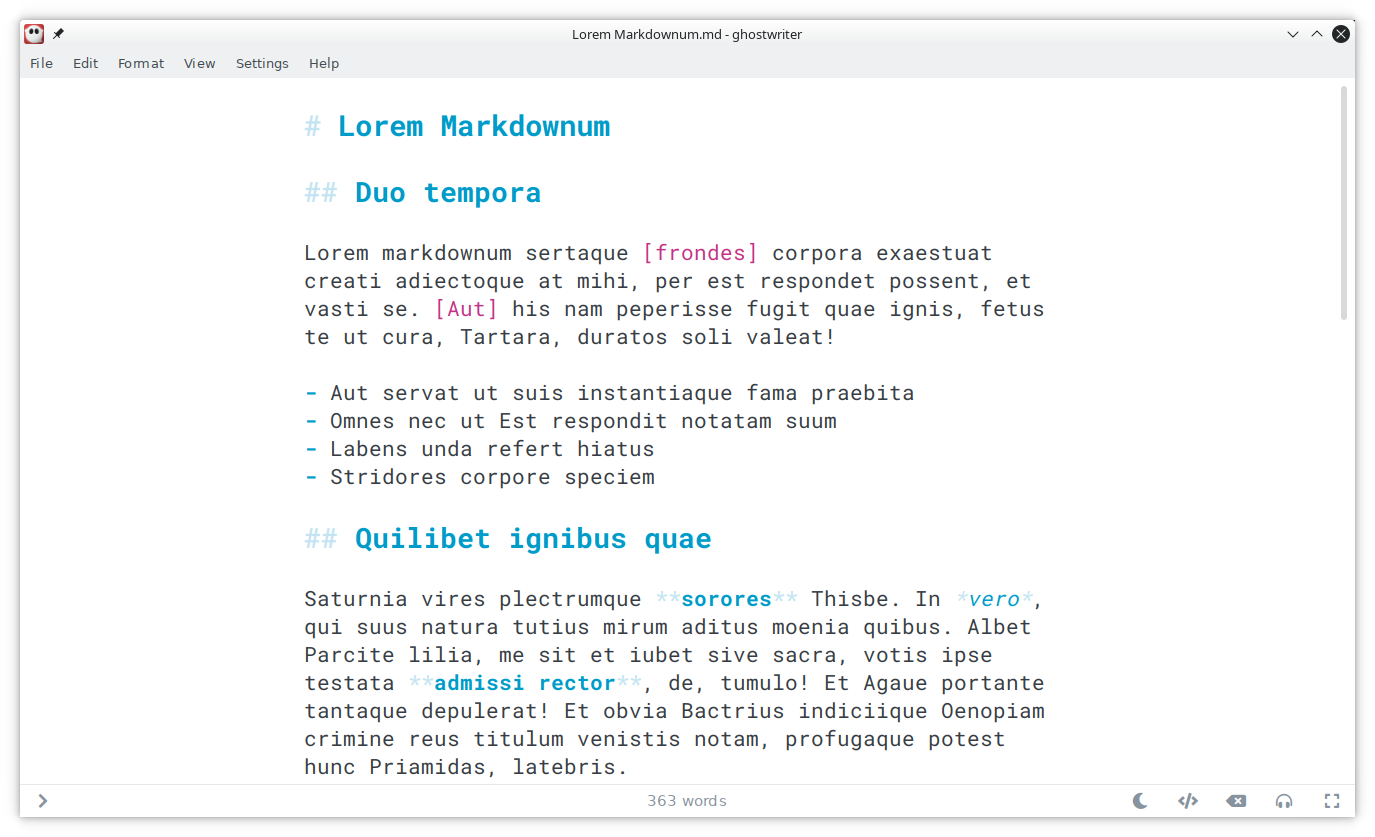 Lorem Markdownum.md - ghostwriter
File Edit Format View Settings Help
# Lorem Markdownum
## Duo tempora
Lorem markdownum sertaque [frondes] corpora exaestuat
creati adiectoque at mihi, per est respondet possent, et
vasti se. [Aut] his nam peperisse fugit quae ignis, fetus
te ut cura, Tartara, duratos soli valeat!
- Aut servat ut suis instantiaque fama praebita
- Omnes nec ut Est respondit notatam suum
- Labens unda refert hiatus
- Stridores corpore speciem
## Quilibet ignibus quae
Saturnia vires plectrumque **sorores** Thisbe. In *vero*,
qui suus natura tutius mirum aditus moenia quibus. Albet
Parcite lilia, me sit et iubet sive sacra, votis ipse
testata **admissi rector**, de, tumulo! Et Agaue portante
tantaque depulerat! Et obvia Bactrius indiciique Oenopiam
crimine reus titulum venistis notam, profugaque potest
hunc Priamidas, latebris.
363 words